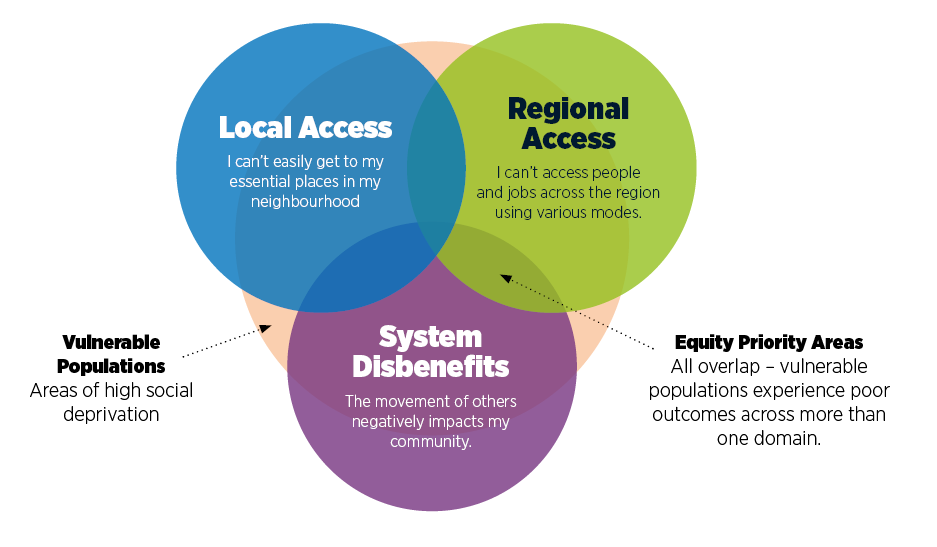 Local Access
I can’t easily get to my
essential places in my
neighbourhood
Regional
Access
I can’t access people
and jobs across the region
using various modes.
System
Disbenefits
The movement of others
negatively impacts my
community.
Vulnerable
Populations
Areas of high social
deprivation
Equity Priority Areas
All overlap – vulnerable
populations experience poor
outcomes across more than
one domain.